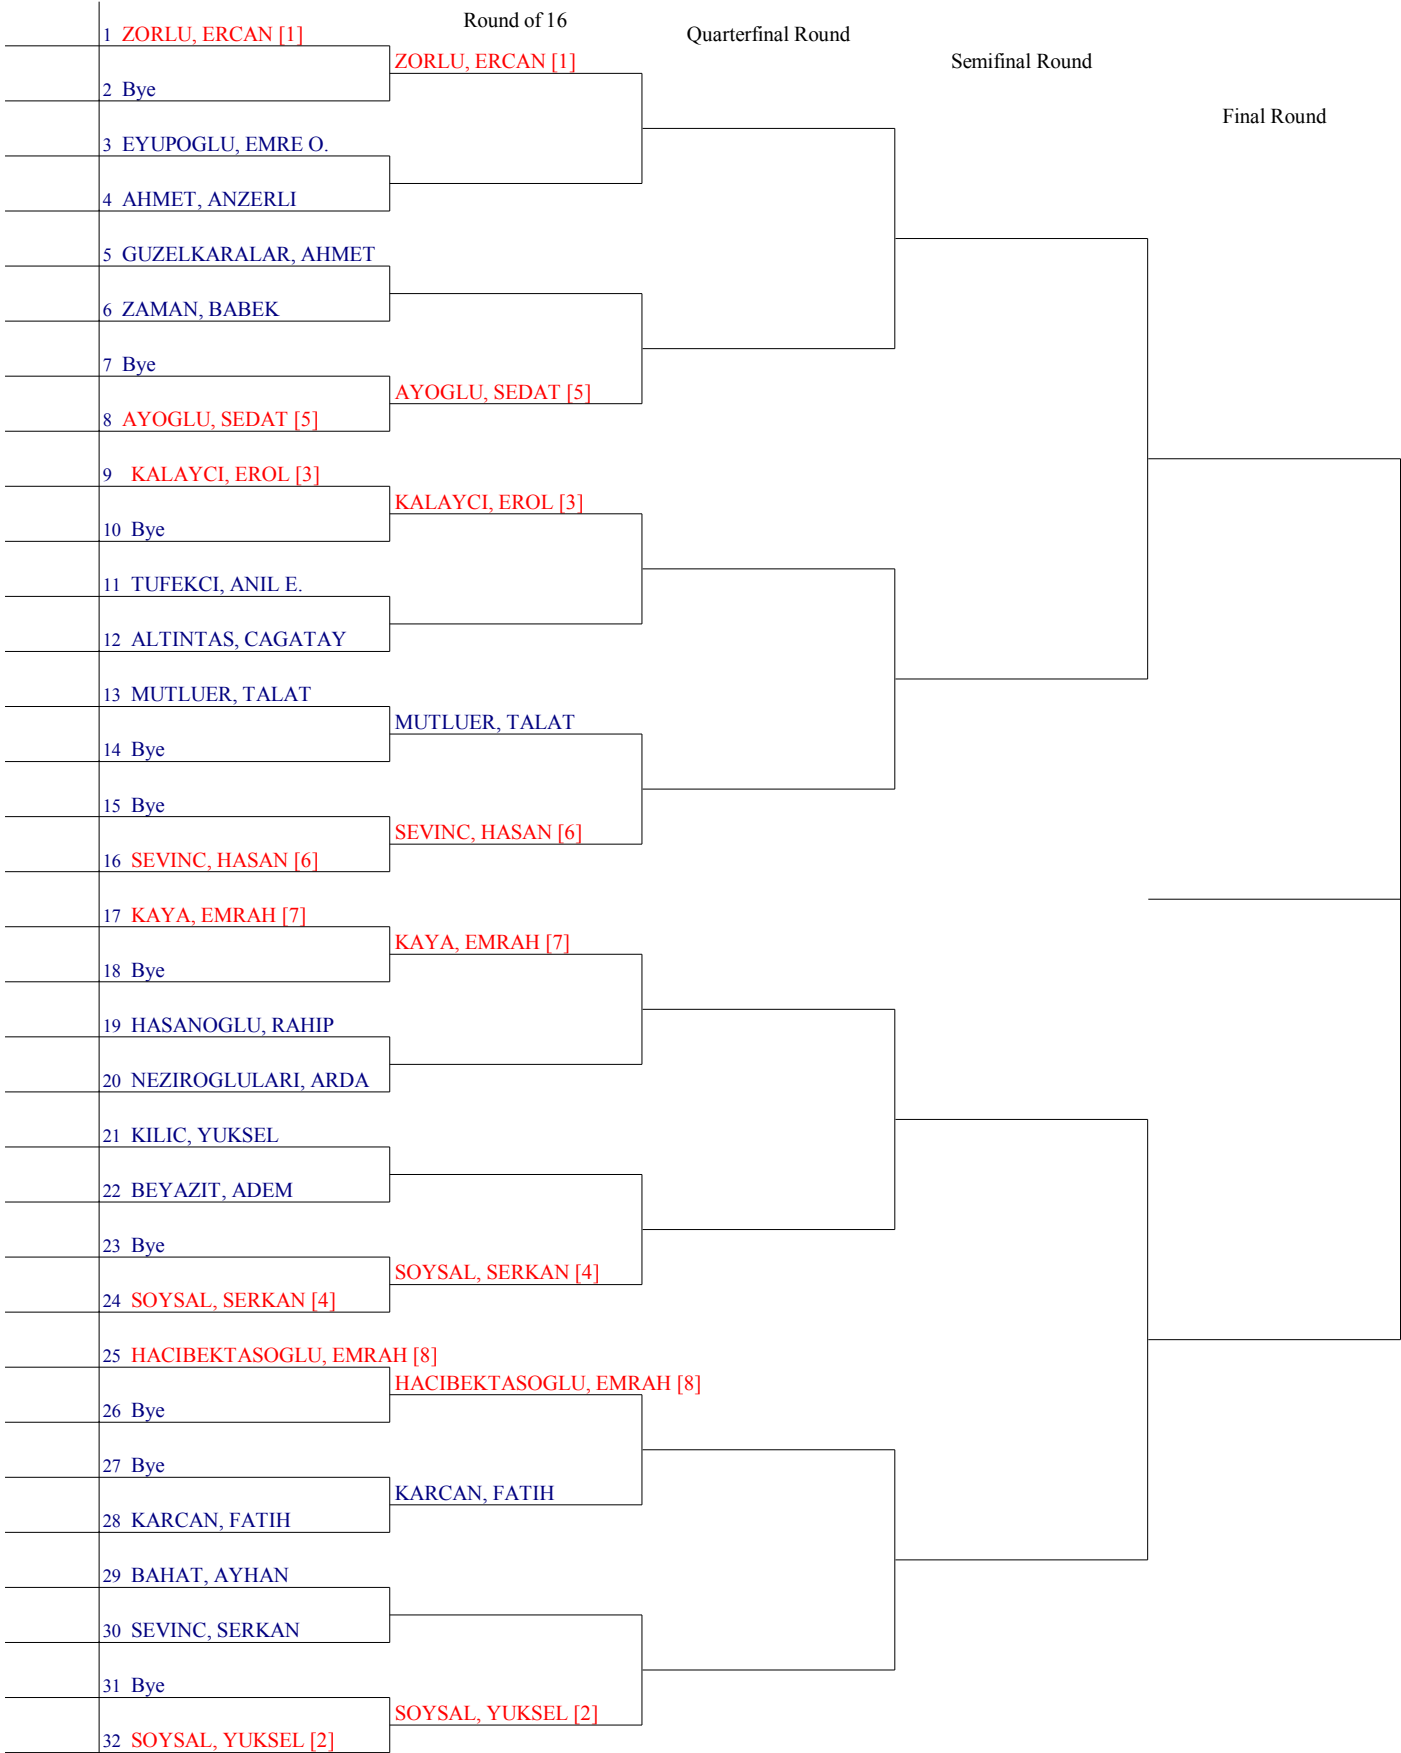 Round of 16
Quarterfinal Round
Semifinal Round
Final Round
1 ZORLU, ERCAN [1]
ZORLU, ERCAN [1]
2 Bye
3 EYUPOGLU, EMRE O.
4 AHMET, ANZERLI
5 GUZELKARALAR, AHMET
6 ZAMAN, BABEK
7 Bye
AYOGLU, SEDAT [5]
8 AYOGLU, SEDAT [5]
9 KALAYCI, EROL [3]
KALAYCI, EROL [3]
10 Bye
11 TUFEKCI, ANIL E.
12 ALTINTAS, CAGATAY
13 MUTLUER, TALAT
MUTLUER, TALAT
14 Bye
15 Bye
SEVINC, HASAN [6]
16 SEVINC, HASAN [6]
17 KAYA, EMRAH [7]
KAYA, EMRAH [7]
18 Bye
19 HASANOGLU, RAHIP
20 NEZIROGLULARI, ARDA
21 KILIC, YUKSEL
22 BEYAZIT, ADEM
23 Bye
SOYSAL, SERKAN [4]
24 SOYSAL, SERKAN [4]
25 HACIBEKTASOGLU, EMRAH [8]
HACIBEKTASOGLU, EMRAH [8]
26 Bye
27 Bye
KARCAN, FATIH
28 KARCAN, FATIH
29 BAHAT, AYHAN
30 SEVINC, SERKAN
31 Bye
SOYSAL, YUKSEL [2]
32 SOYSAL, YUKSEL [2]